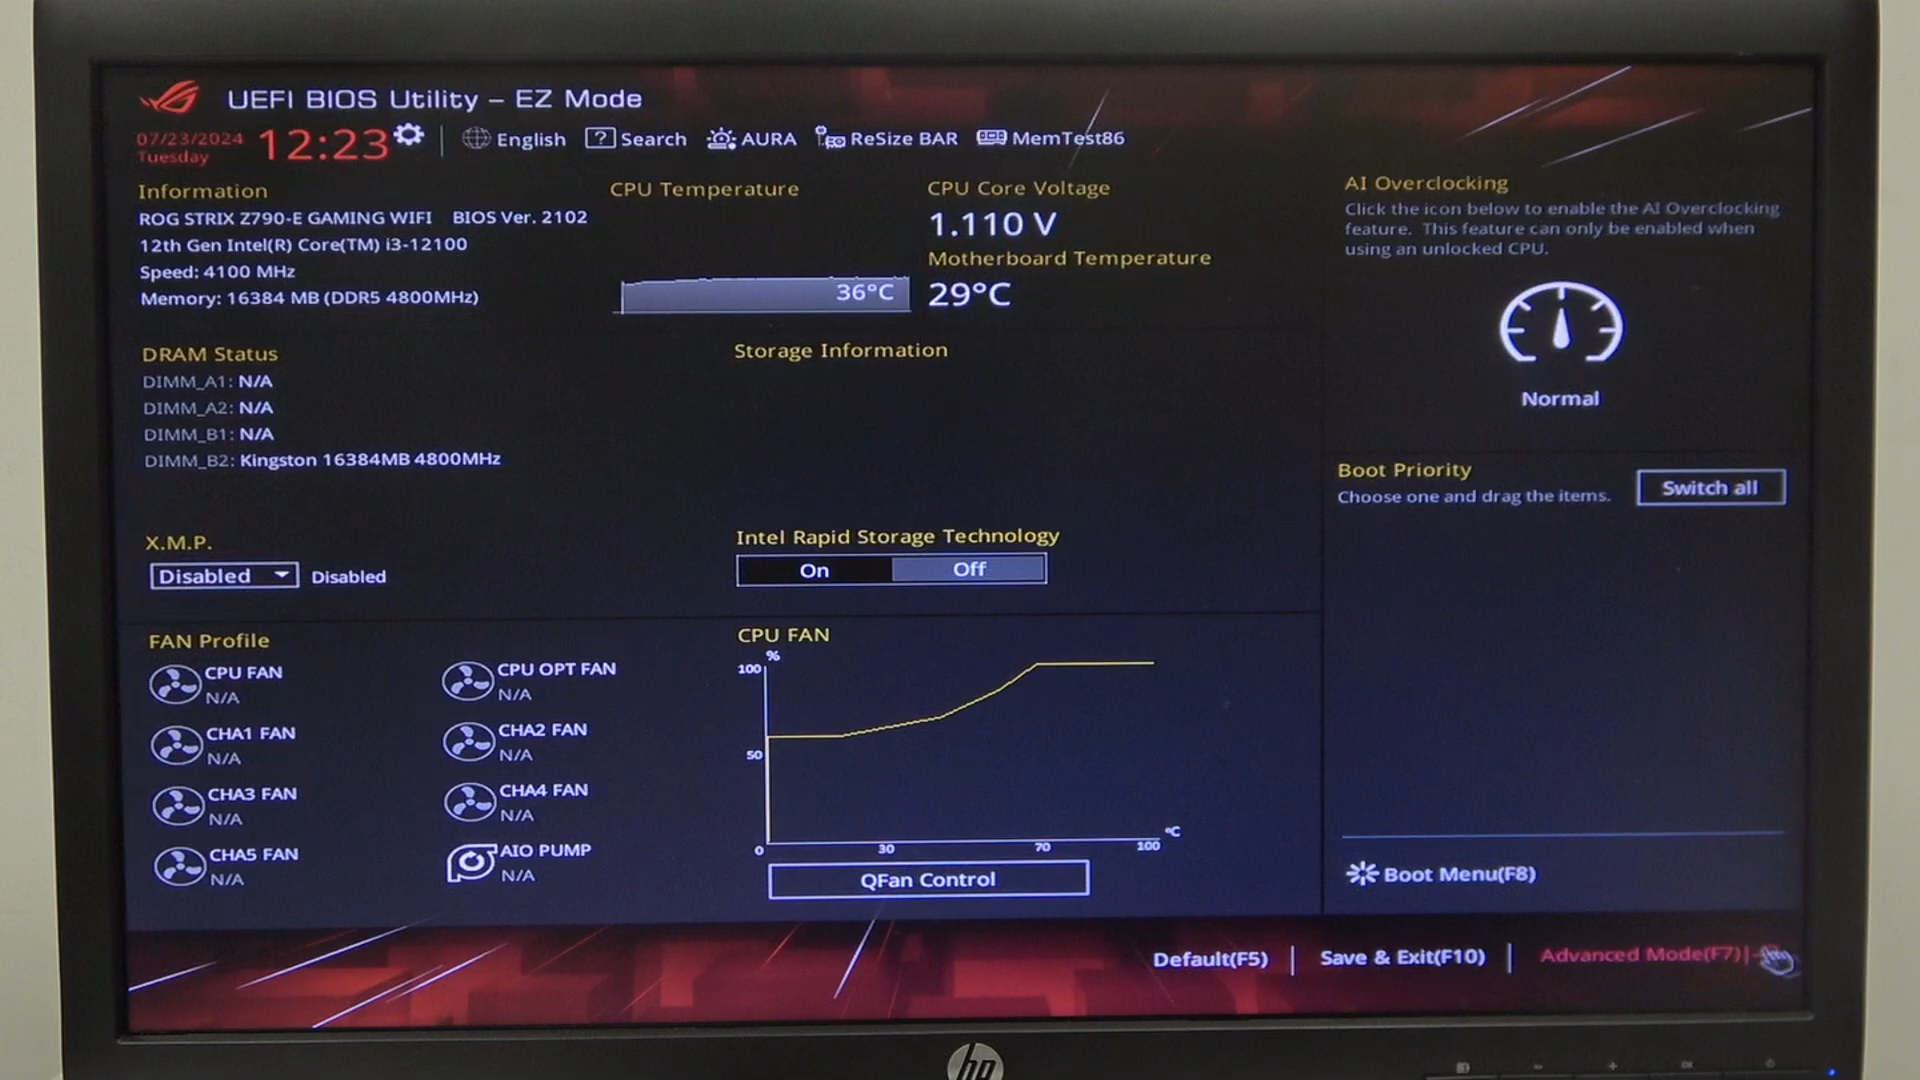 UEFI BIOS Utility – EZ Mode
07/23/2024
Tuesday
12:23
English
Search
AURA
ReSize BAR
MemTest86
Information
ROG STRIX Z790-E GAMING WIFI BIOS Ver. 2102
12th Gen Intel(R) Core(TM) i3-12100
Speed: 4100 MHz
Memory: 16384 MB (DDR5 4800MHz)
CPU Temperature
36°C
CPU Core Voltage
1.110 V
Motherboard Temperature
29°C
AI Overclocking
Click the icon below to enable the AI Overclocking
feature. This feature can only be enabled when
using an unlocked CPU.
Normal
DRAM Status
DIMM_A1: N/A
DIMM_A2: N/A
DIMM_B1: N/A
DIMM_B2: Kingston 16384MB 4800MHz
Storage Information
X.M.P.
Disabled
Disabled
Intel Rapid Storage Technology
On
Off
Boot Priority
Choose one and drag the items.
Switch all
FAN Profile
CPU FAN
N/A
CPU OPT FAN
N/A
CHA1 FAN
N/A
CHA2 FAN
N/A
CHA3 FAN
N/A
CHA4 FAN
N/A
CHA5 FAN
N/A
AIO PUMP
N/A
CPU FAN
%
100
50
0
30
70
100
°C
QFan Control
Boot Menu(F8)
Default(F5)
Save & Exit(F10)
Advanced Mode(F7)
hp